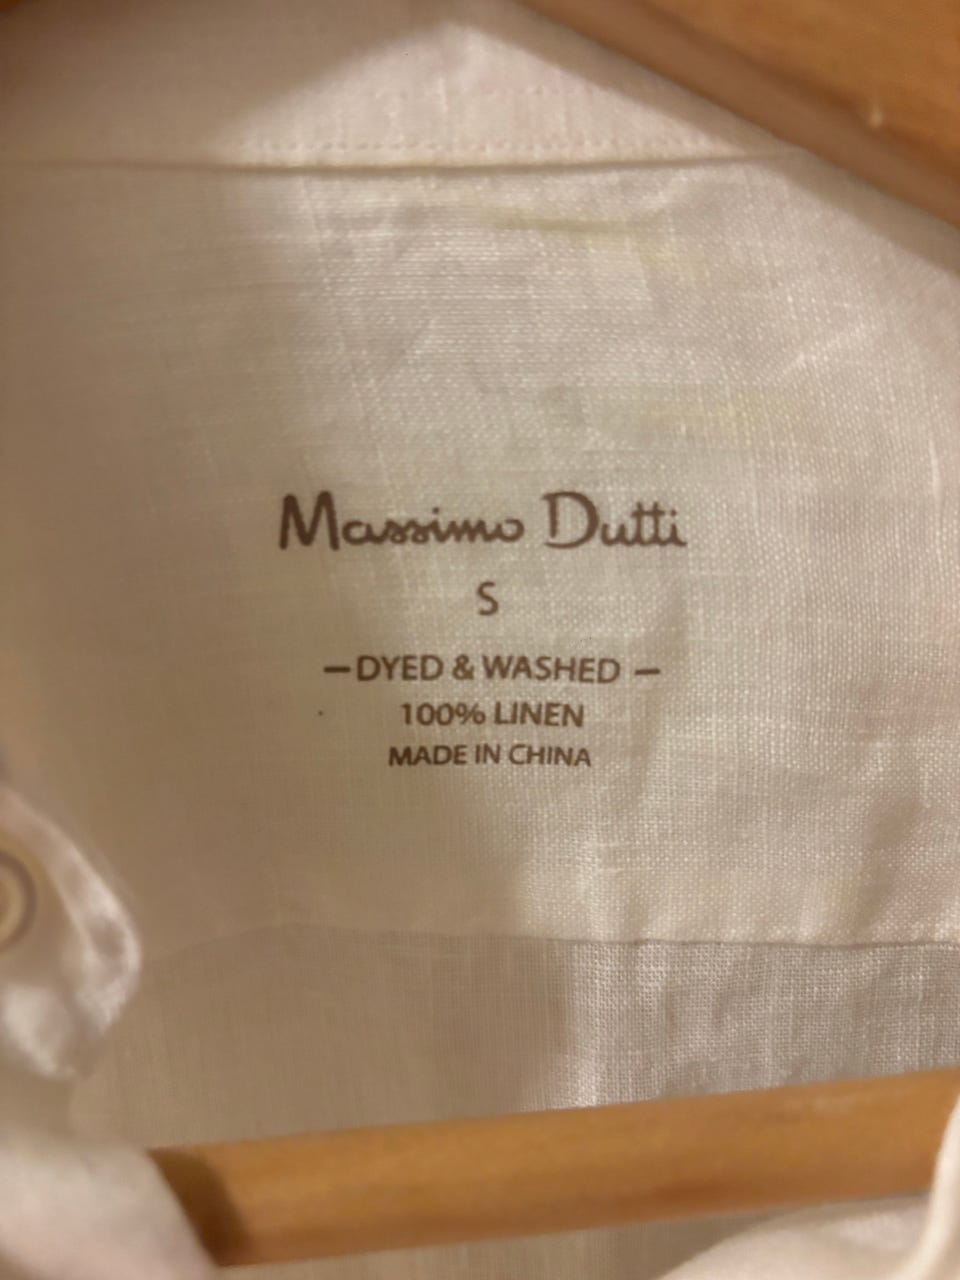 Massimo Dutti
S
— DYED & WASHED —
100% LINEN
MADE IN CHINA